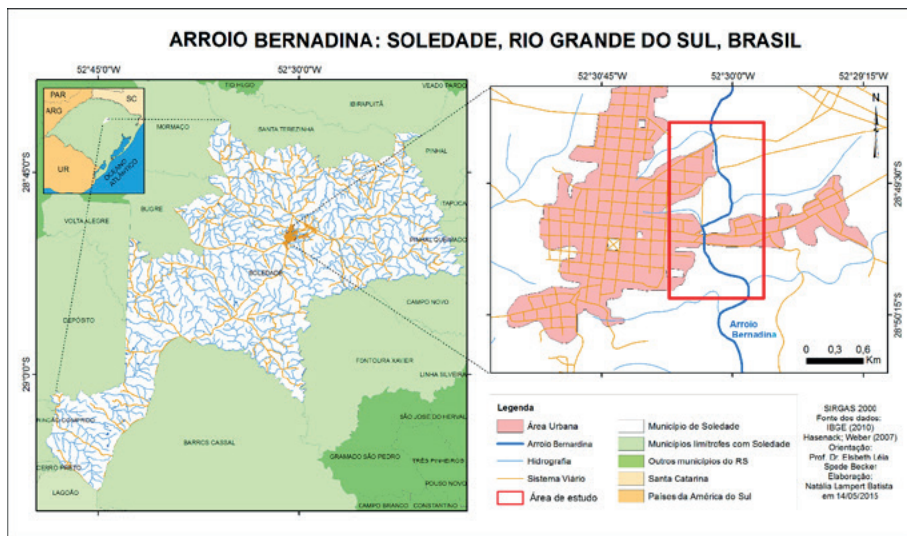 ARROIO BERNADINA: SOLEDADE, RIO GRANDE DO SUL, BRASIL
52°45'0"W
52°30'0"W
PAR
SC
ARG
UR
OCEANO
ATLÂNTICO
28°45'0"S
29°0'0"S
TIO HUGO
VEADO PARDO
IBIRAPUITÃ
MORMAÇO
SANTA TEREZINHA
PINHAL
ITAPUCA
VOLTA ALEGRE
BUGRE
PINHAL QUEIMADO
SOLEDADE
CAMPO NOVO
DEPÓSITO
FONTOURA XAVIER
LINHA SILVEIRA
SÃO JOSÉ DO HERVAL
BARROS CASSAL
GRAMADO SÃO PEDRO
TRÊS PINHEIROS
CERRO PRETO
POUSO NOVO
LAGOÃO
CAMPO BRANCO
CONSTANTINO
52°30'45"W
52°30'0"W
52°29'15"W
N
28°49'30"S
28°50'15"S
Arroio
Bernadina
0 0,3 0,6
Km
Legenda
Área Urbana
Arroio Bernardina
Hidrografia
Sistema Viário
Área de estudo
Município de Soledade
Municípios limítrofes com Soledade
Outros municípios do RS
Santa Catarina
Países da América do Sul
SIRGAS 2000
Fonte dos dados:
IBGE (2010)
Hasenack; Weber (2007)
Orientação:
Prof. Dr. Elsbeth Léia
Spode Becker
Elaboração:
Natália Lampert Batista
em 14/05/2015